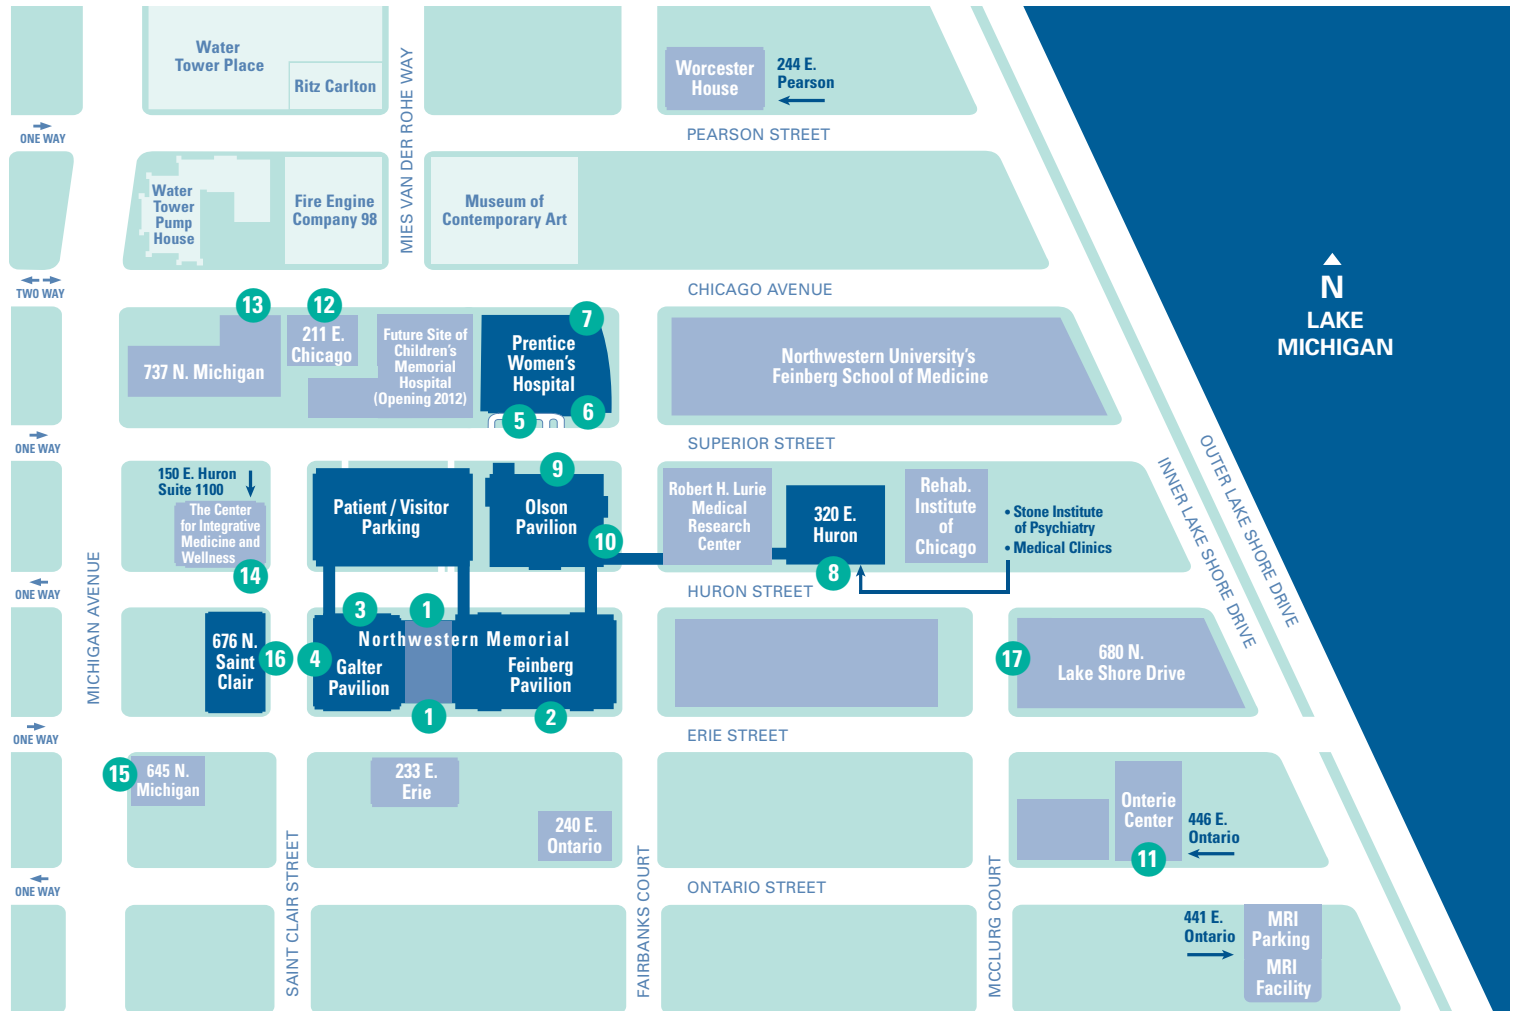 Water
Tower Place
Ritz Carlton
MIES VAN DER ROHE WAY
Worcester
House
244 E.
Pearson
ONE WAY
PEARSON STREET
Water
Tower
Pump
House
Fire Engine
Company 98
Museum of
Contemporary Art
N
LAKE
MICHIGAN
TWO WAY
CHICAGO AVENUE
13
12
7
737 N. Michigan
211 E.
Chicago
Future Site of
Children's
Memorial
Hospital
(Opening 2012)
Prentice
Women's
Hospital
5
6
Northwestern University's
Feinberg School of Medicine
ONE WAY
SUPERIOR STREET
OUTER LAKE SHORE DRIVE
INNER LAKE SHORE DRIVE
150 E. Huron
Suite 1100
The Center
for Integrative
Medicine and
Wellness
14
Patient / Visitor
Parking
9
Olson
Pavilion
10
Robert H. Lurie
Medical
Research
Center
320 E.
Huron
8
Rehab.
Institute
of
Chicago
• Stone Institute
of Psychiatry
• Medical Clinics
ONE WAY
HURON STREET
MICHIGAN AVENUE
676 N.
Saint
Clair
16
3
1
4
Northwestern Memorial
Galter
Pavilion
Feinberg
Pavilion
1
2
17
680 N.
Lake Shore Drive
ONE WAY
ERIE STREET
15
645 N.
Michigan
233 E.
Erie
240 E.
Ontario
Onterie
Center
446 E.
Ontario
11
ONE WAY
SAINT CLAIR STREET
FAIRBANKS COURT
ONTARIO STREET
MCCLURG COURT
441 E.
Ontario
MRI
Parking
MRI
Facility